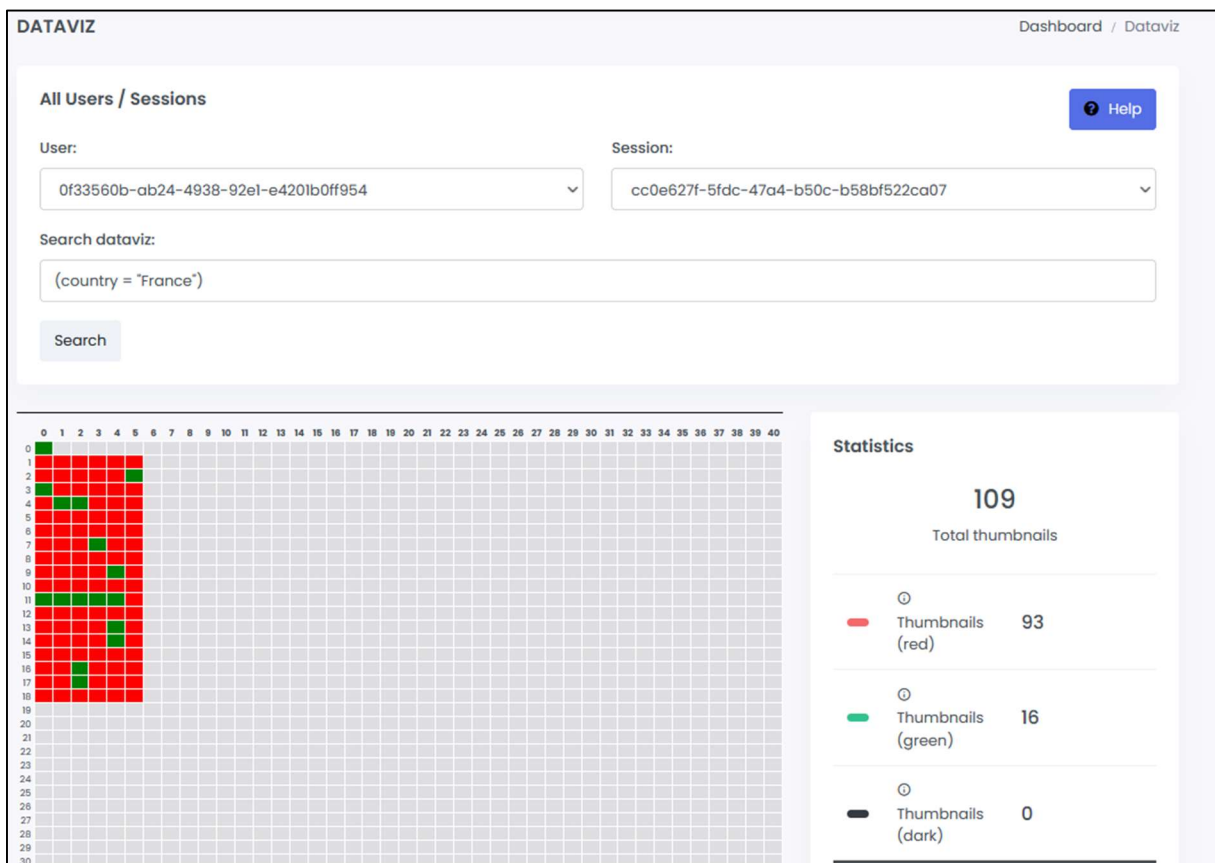 DATAVIZ
Dashboard / Dataviz
All Users / Sessions
Help
User:
Session:
0f33560b-ab24-4938-92e1-e4201b0ff954
cc0e627f-5fdc-47a4-b50c-b58bf522ca07
Search dataviz:
(country = "France")
Search
0 1 2 3 4 5 6 7 8 9 10 11 12 13 14 15 16 17 18 19 20 21 22 23 24 25 26 27 28 29 30 31 32 33 34 35 36 37 38 39 40
0
1
2
3
4
5
6
7
8
9
10
11
12
13
14
15
16
17
18
19
20
21
22
23
24
25
26
27
28
29
30
Statistics
109
Total thumbnails
Thumbnails
(red)
93
Thumbnails
(green)
16
Thumbnails
(dark)
0